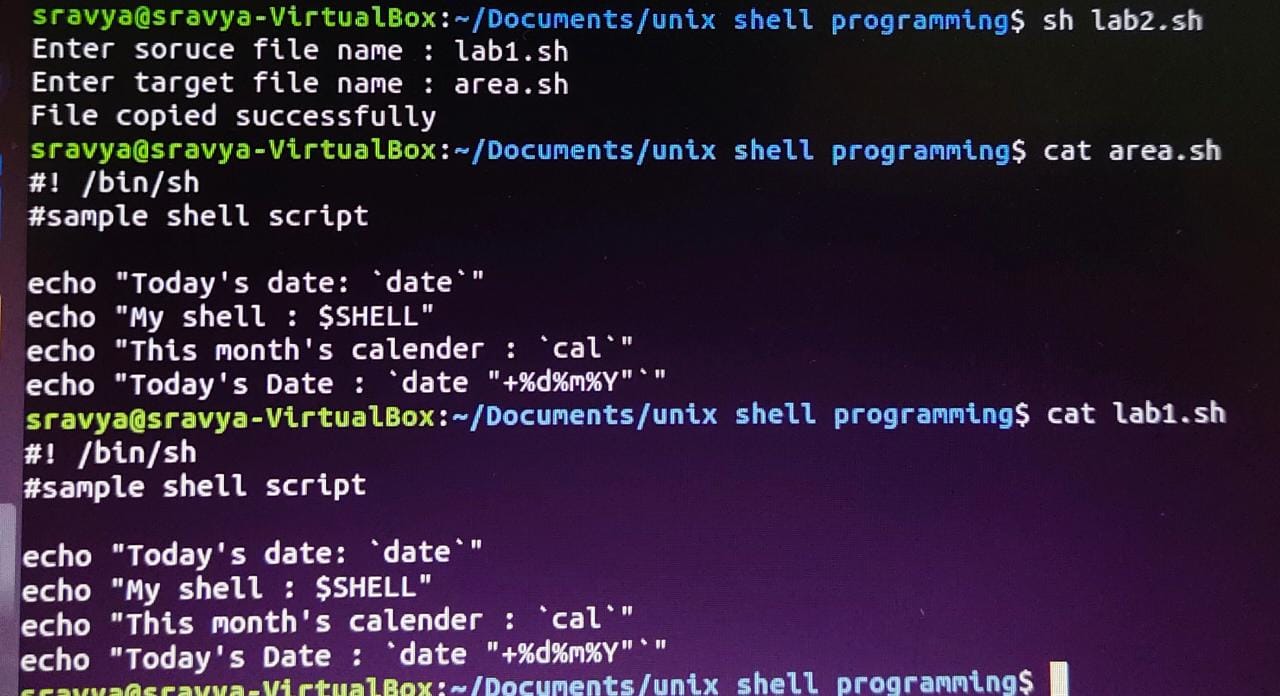 sravya@sravya-VirtualBox:~/Documents/unix shell programming$ sh lab2.sh
Enter soruce file name : lab1.sh
Enter target file name : area.sh
File copied successfully
sravya@sravya-VirtualBox:~/Documents/unix shell programming$ cat area.sh
#! /bin/sh
#sample shell script

echo "Today's date: `date`"
echo "My shell : $SHELL"
echo "This month's calender : `cal`"
echo "Today's Date : `date "+%d%m%Y"`"
sravya@sravya-VirtualBox:~/Documents/unix shell programming$ cat lab1.sh
#! /bin/sh
#sample shell script

echo "Today's date: `date`"
echo "My shell : $SHELL"
echo "This month's calender : `cal`"
echo "Today's Date : `date "+%d%m%Y"`"
sravya@sravya-VirtualBox:~/Documents/unix shell programming$